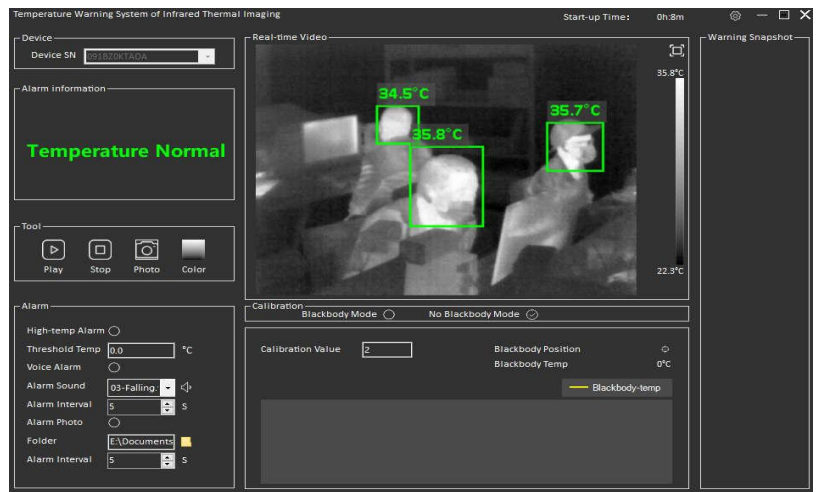 Temperature Warning System of Infrared Thermal Imaging
Start-up Time: 0h:8m
Device
Device SN 091BZ0KTADA
Alarm information
Temperature Normal
Tool
Play Stop Photo Color
Alarm
High-temp Alarm
Threshold Temp 0.0 °C
Voice Alarm
Alarm Sound 03-Falling.
Alarm Interval 5 S
Alarm Photo
Folder E:\Documents
Alarm Interval 5 S
Real-time Video
35.8°C
34.5°C
35.7°C
35.8°C
22.3°C
Calibration
Blackbody Mode No Blackbody Mode
Calibration Value 2
Blackbody Position
Blackbody Temp 0°C
Blackbody-temp
Warning Snapshot